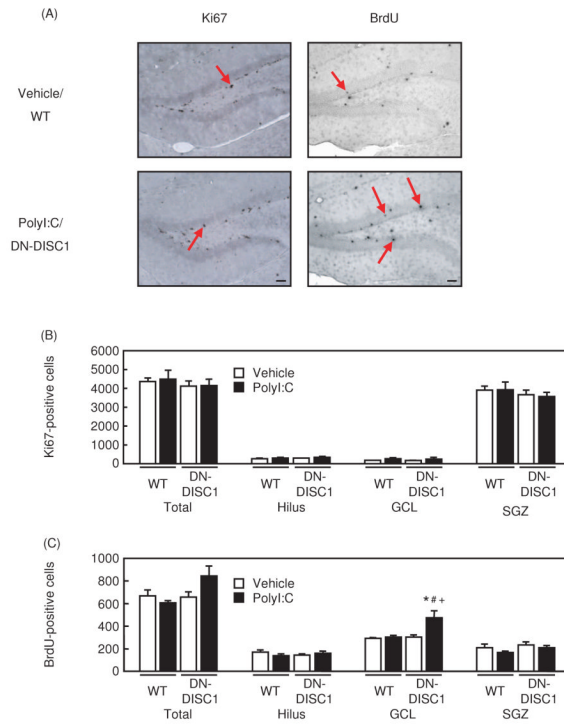 (A)
Ki67
BrdU
Vehicle/
WT
PolyI:C/
DN-DISC1
(B)
Ki67-positive cells
6000
5000
4000
3000
2000
1000
0
Vehicle
PolyI:C
WT
DN-
DISC1
WT
DN-
DISC1
WT
DN-
DISC1
WT
DN-
DISC1
Total
Hilus
GCL
SGZ
(C)
BrdU-positive cells
1000
800
600
400
200
0
Vehicle
PolyI:C
*#+
WT
DN-
DISC1
WT
DN-
DISC1
WT
DN-
DISC1
WT
DN-
DISC1
Total
Hilus
GCL
SGZ